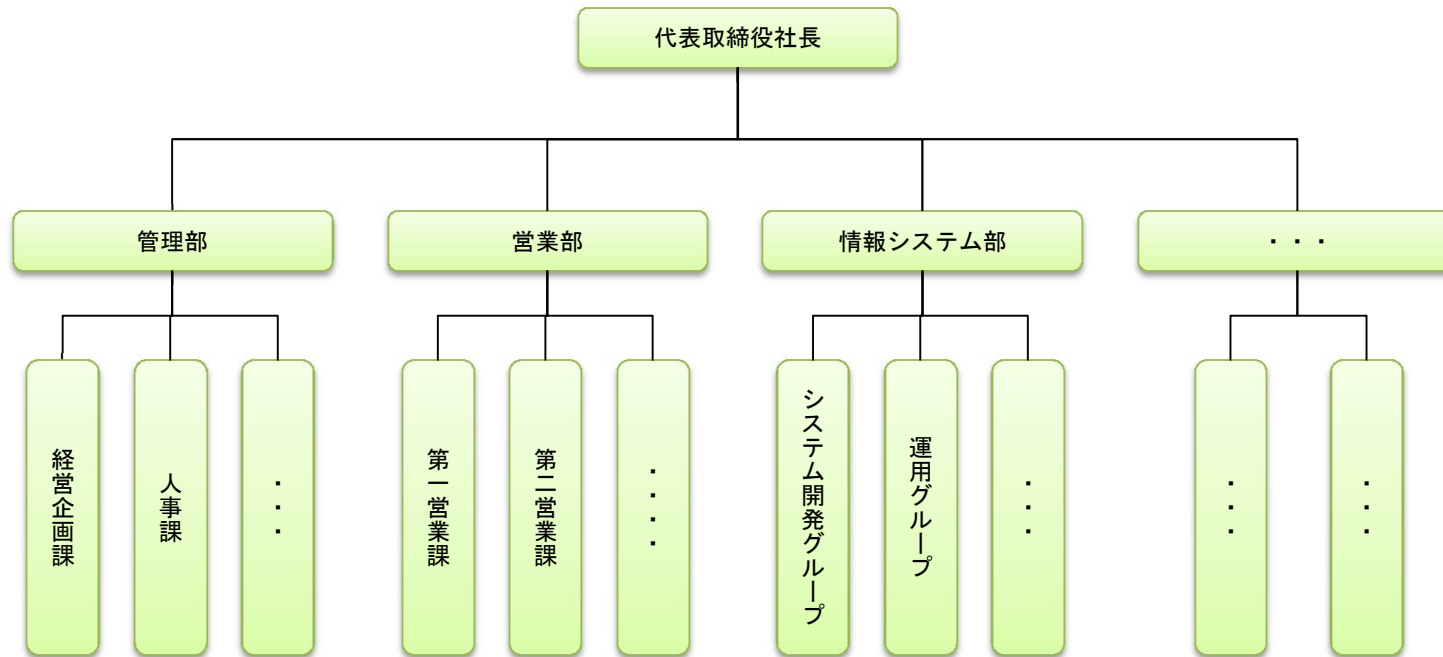 代表取締役社長
管理部
営業部
情報システム部
・・・
経営企画課
人事課
・・・
第一営業課
第二営業課
・・・・
システム開発グループ
運用グループ
・・・
・・・
・・・